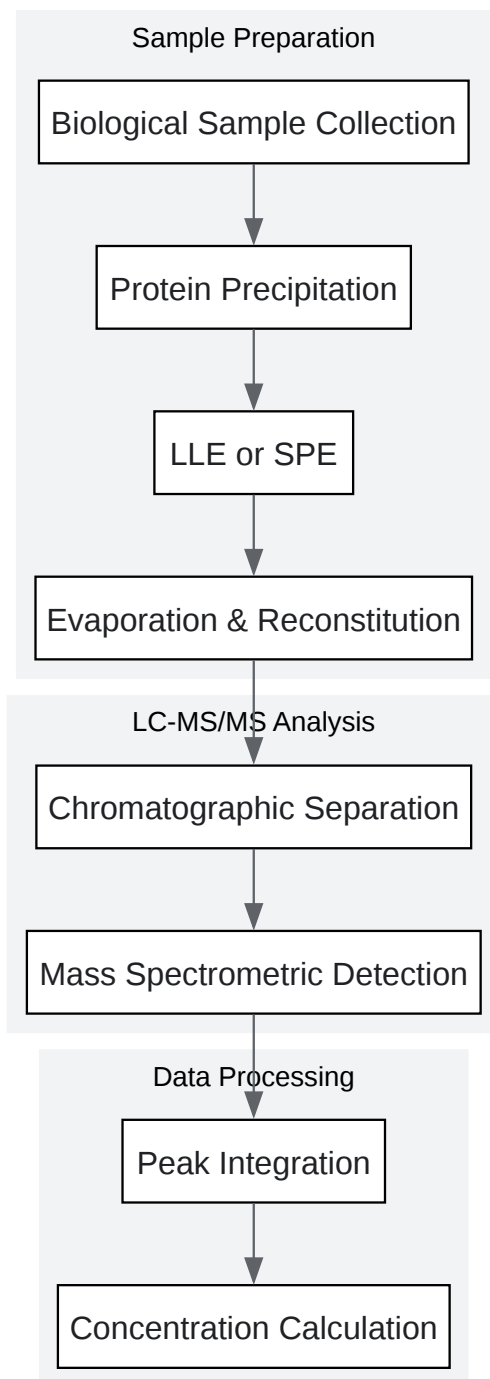 Sample Preparation
Biological Sample Collection
Protein Precipitation
LLE or SPE
Evaporation & Reconstitution
LC-MS/MS Analysis
Chromatographic Separation
Mass Spectrometric Detection
Data Processing
Peak Integration
Concentration Calculation